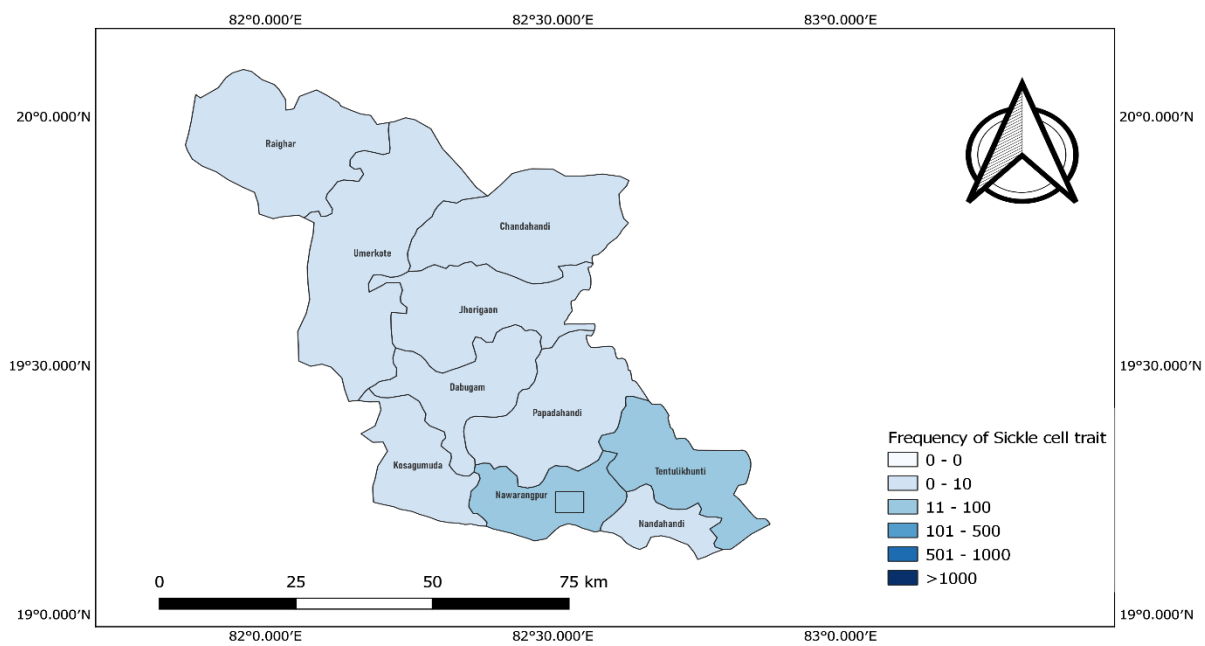 82°0.000′E 82°30.000′E 83°0.000′E
20°0.000′N 20°0.000′N
Raighar
Chandahandi
Umerkote
Jhorigaon
19°30.000′N 19°30.000′N
Dabugam
Papadahandi
Frequency of Sickle cell trait
0 - 0
Kosagumuda
Nawarangpur
Tentulikhunti
0 - 10
11 - 100
Nandahandi
101 - 500
501 - 1000
>1000
0 25 50 75 km
19°0.000′N 19°0.000′N
82°0.000′E 82°30.000′E 83°0.000′E